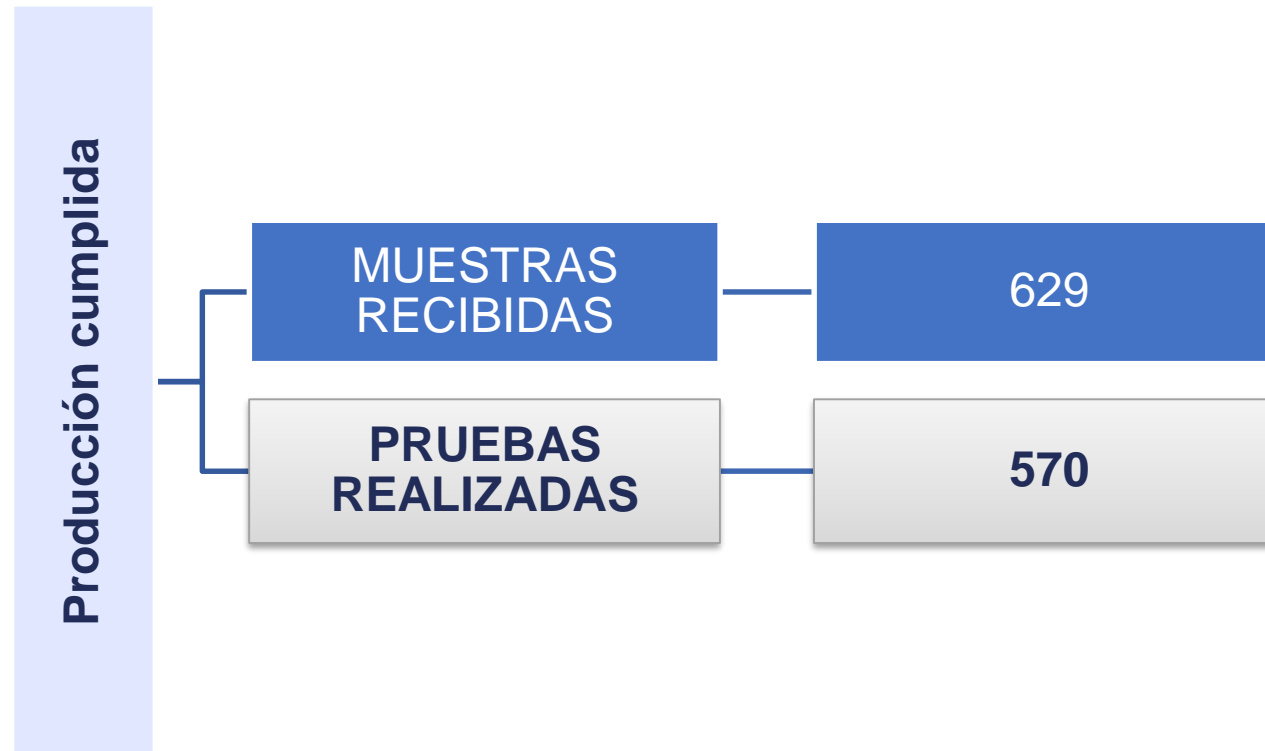 Producción cumplida
MUESTRAS
RECIBIDAS
629
PRUEBAS
REALIZADAS
570